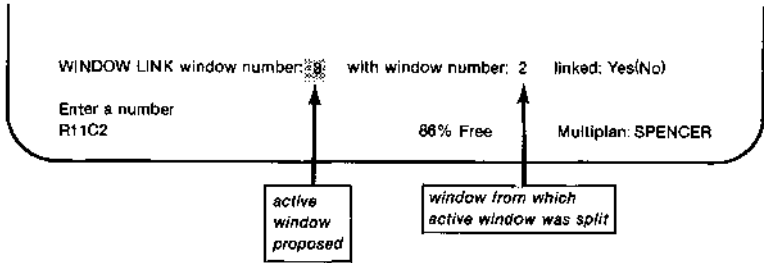 WINDOW LINK window number: with window number: 2 linked: Yes(No)
Enter a number
R11C2 86% Free Multiplan: SPENCER
active
window
proposed
window from which
active window was split